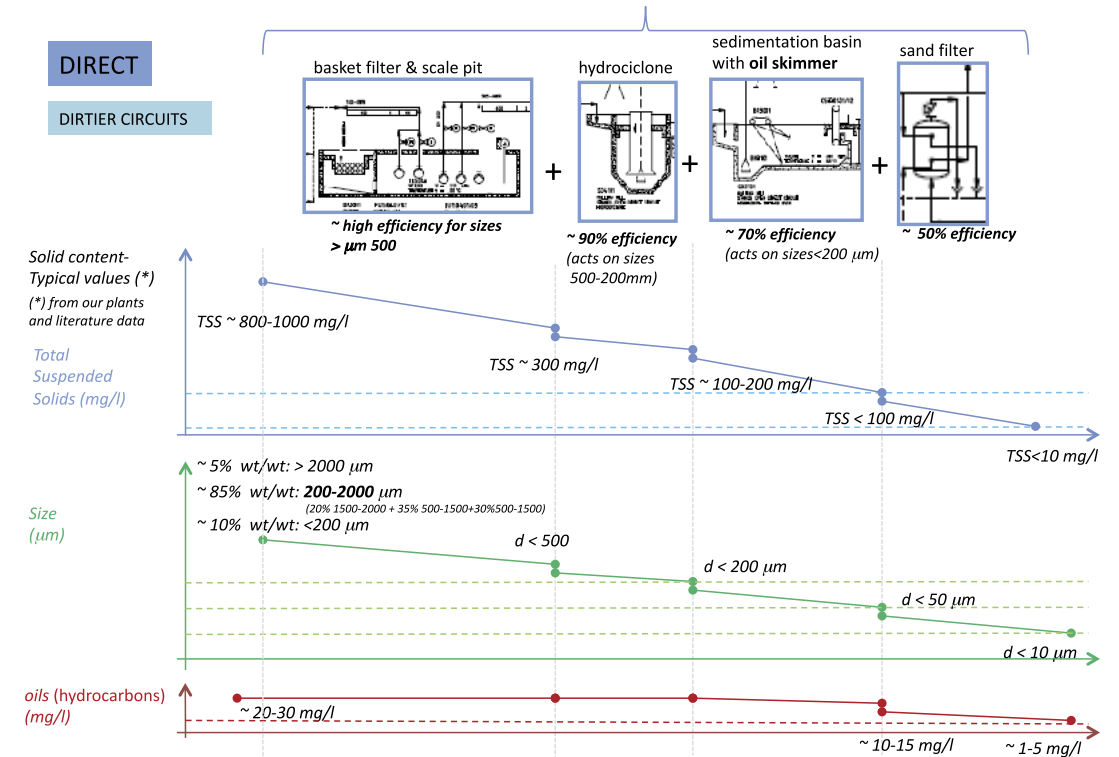 DIRECT
DIRTIER CIRCUITS
basket filter & scale pit
hydrociclone
sedimentation basin
with oil skimmer
sand filter
+
+
+
~ high efficiency for sizes
> μm 500
~ 90% efficiency
(acts on sizes
500-200mm)
~ 70% efficiency
(acts on sizes<200 μm)
~ 50% efficiency
Solid content-
Typical values (*)
(*) from our plants
and literature data
Total
Suspended
Solids (mg/l)
TSS ~ 800-1000 mg/l
TSS ~ 300 mg/l
TSS ~ 100-200 mg/l
TSS < 100 mg/l
TSS<10 mg/l
Size
(μm)
~ 5% wt/wt: > 2000 μm
~ 85% wt/wt: 200-2000 μm
(20% 1500-2000 + 35% 500-1500+30%500-1500)
~ 10% wt/wt: <200 μm
d < 500
d < 200 μm
d < 50 μm
d < 10 μm
oils (hydrocarbons)
(mg/l)
~ 20-30 mg/l
~ 10-15 mg/l
~ 1-5 mg/l